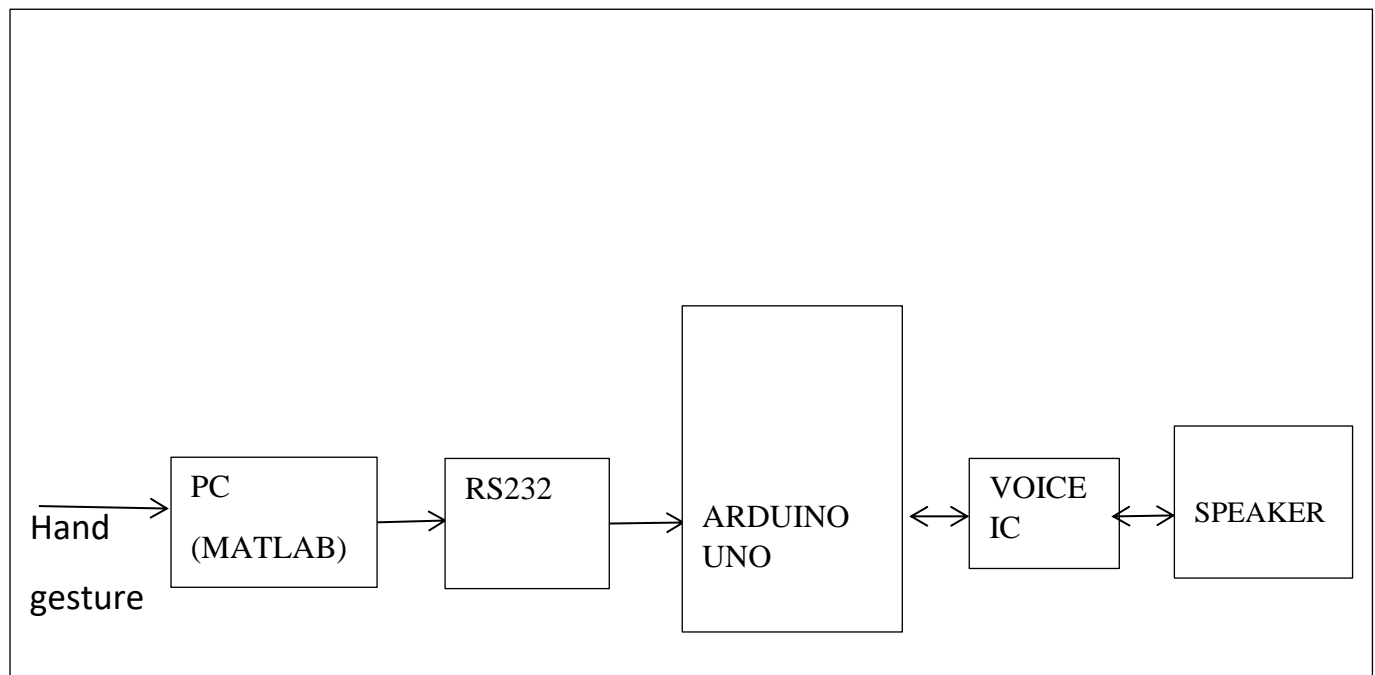 Hand
gesture
PC
(MATLAB)
RS232
ARDUINO
UNO
VOICE
IC
SPEAKER